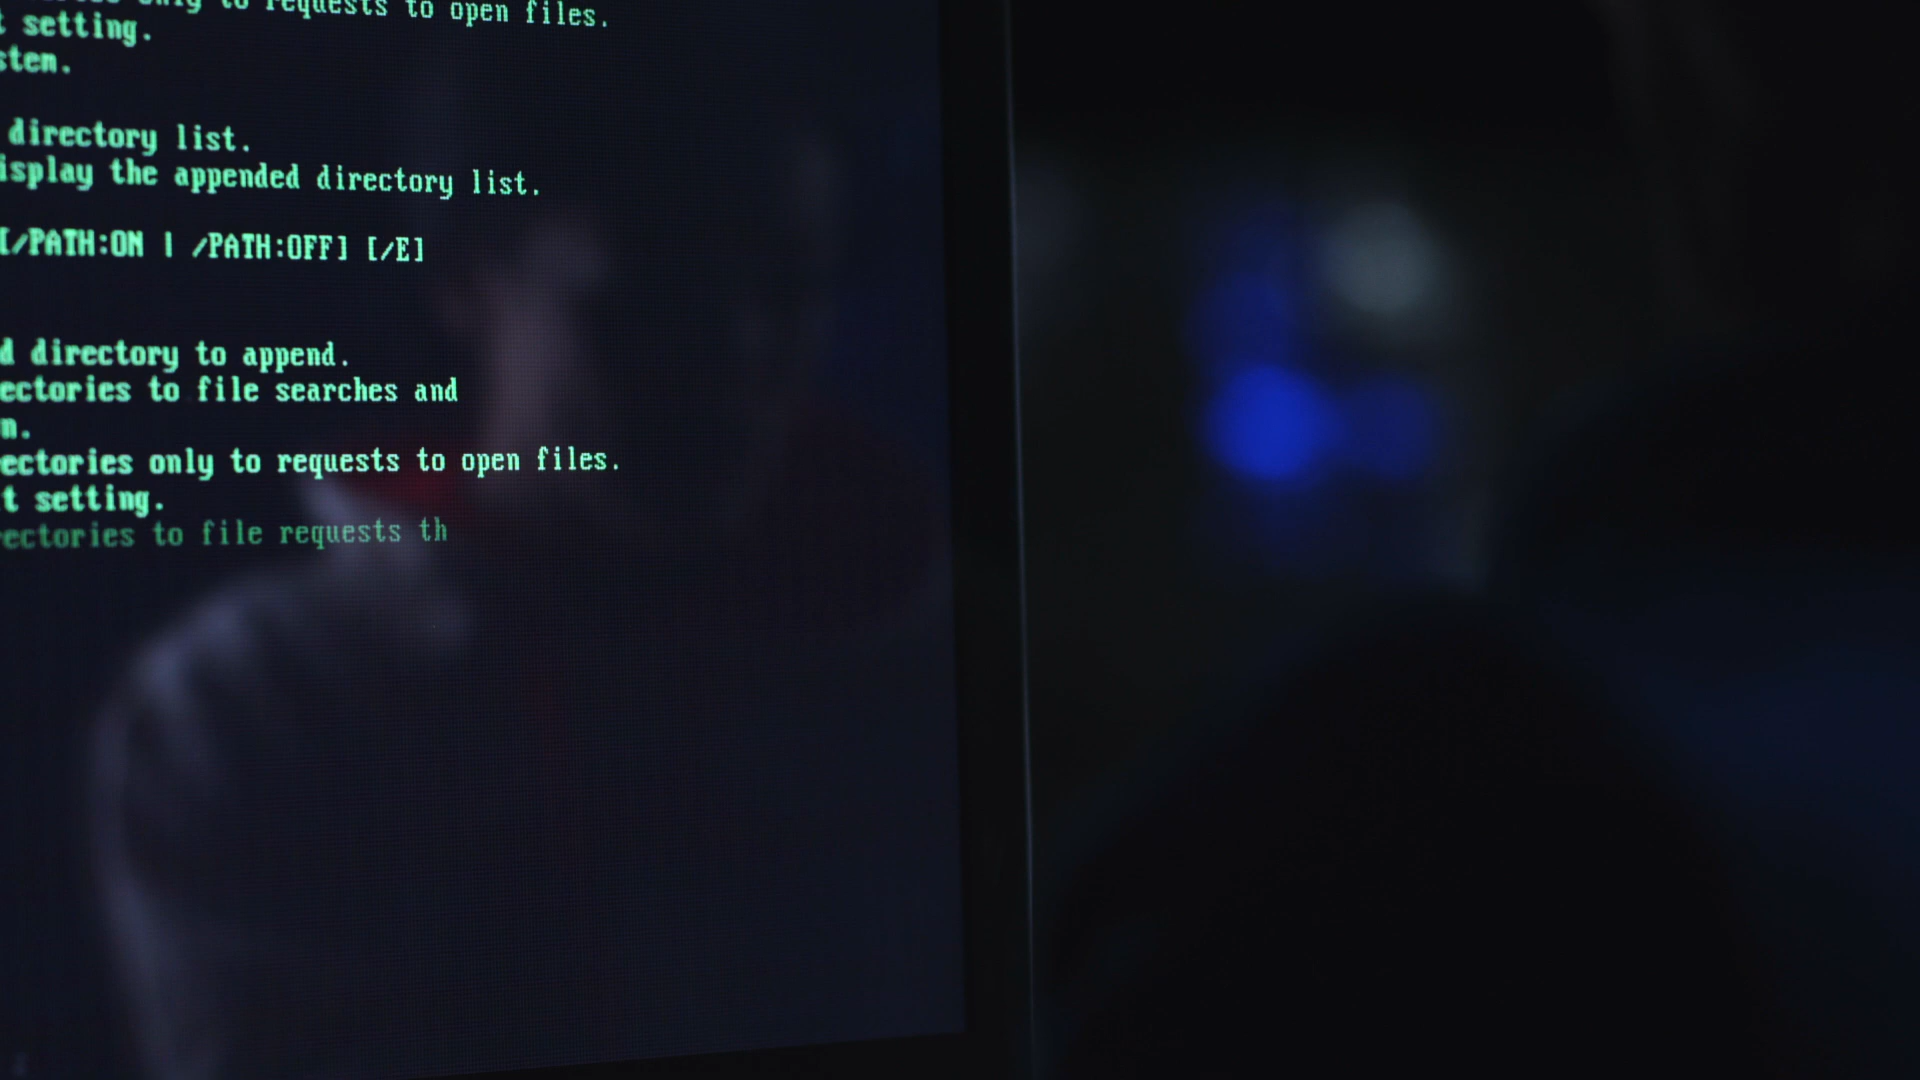 only to requests to open files.
t setting.
stem.
directory list.
isplay the appended directory list.
[/PATH:ON | /PATH:OFF] [/E]
d directory to append.
ectories to file searches and
n.
ectories only to requests to open files.
t setting.
rectories to file requests th